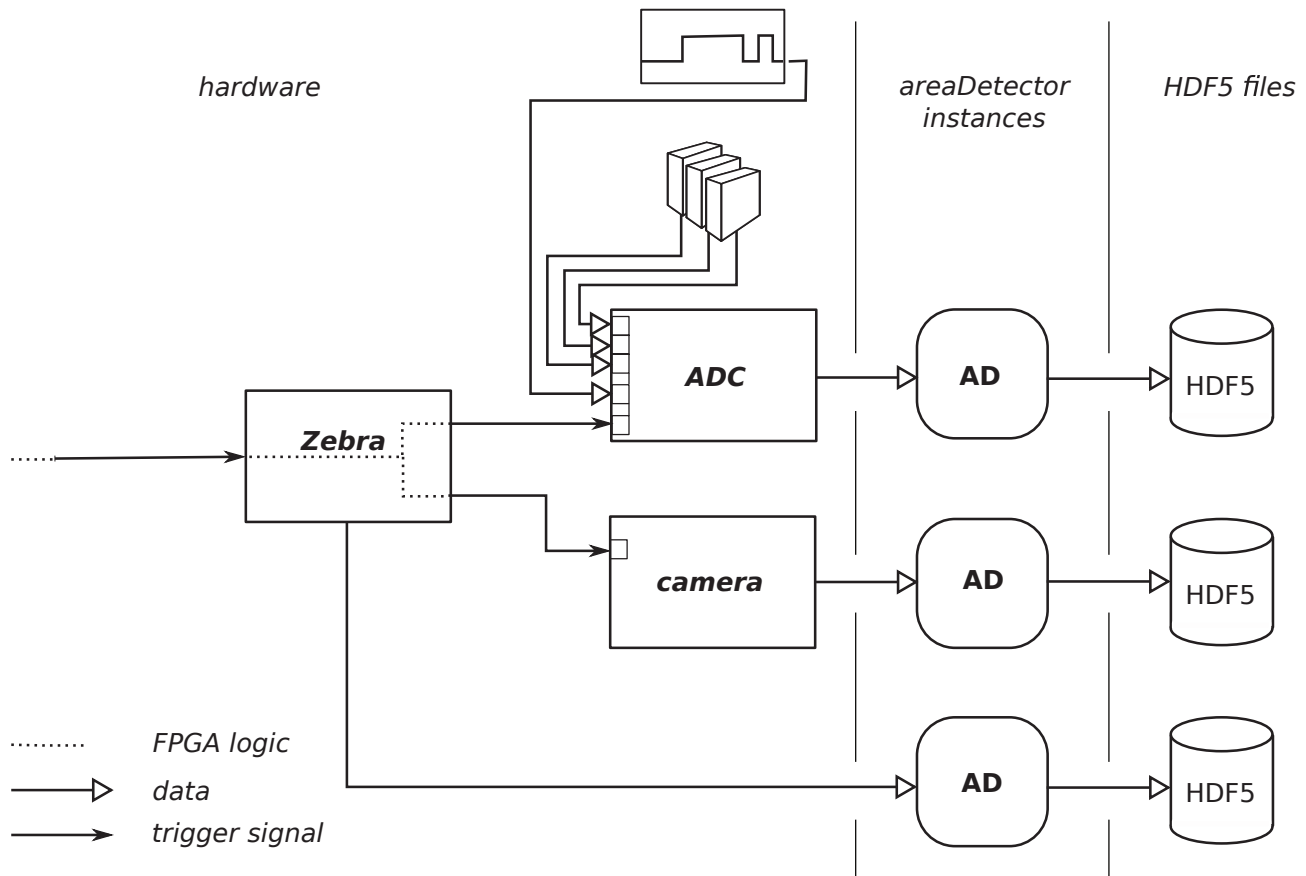 hardware
areaDetector
instances
HDF5 files
ADC
AD
HDF5
Zebra
camera
AD
HDF5
FPGA logic
data
trigger signal
AD
HDF5